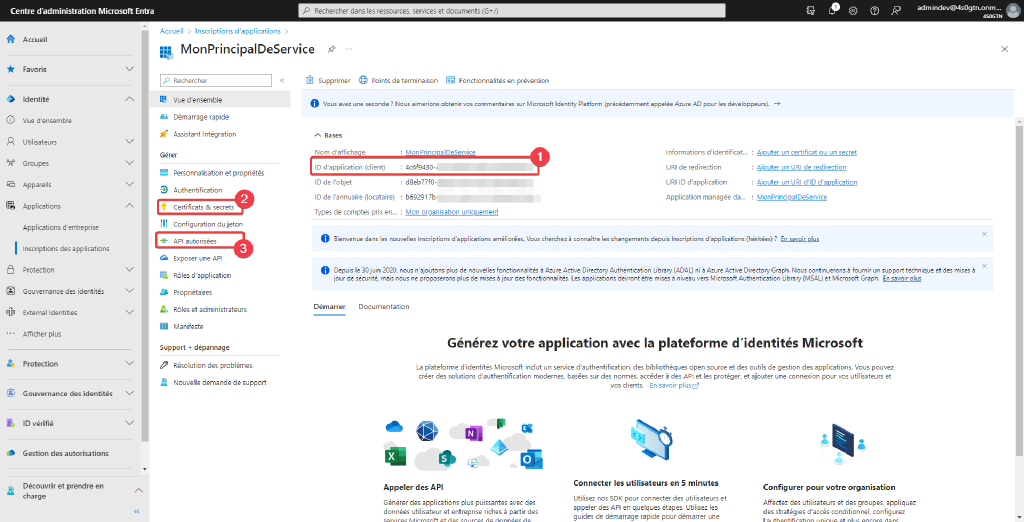 Centre d'administration Microsoft Entra
Rechercher dans les ressources, services et documents (G+/)
1
admindev@4s0gtn.onm...
4S0GTN
Accueil
Favoris
Identité
Vue d'ensemble
Utilisateurs
Groupes
Appareils
Applications
Applications d'entreprise
Inscriptions des applications
Protection
Gouvernance des identités
External Identities
Afficher plus
Protection
Gouvernance des identités
ID vérifié
Gestion des autorisations
Découvrir et prendre en
charge
Accueil > Inscriptions d'applications >
MonPrincipalDeService
Rechercher
Vue d'ensemble
Démarrage rapide
Assistant Intégration
Gérer
Personnalisation et propriétés
Authentification
Certificats & secrets
2
Configuration du jeton
API autorisées
3
Exposer une API
Rôles d'application
Propriétaires
Rôles et administrateurs
Manifeste
Support + dépannage
Résolution des problèmes
Nouvelle demande de support
Supprimer
Points de terminaison
Fonctionnalités en préversion
Vous avez une seconde ? Nous aimerions obtenir vos commentaires sur Microsoft Identity Platform (précédemment appelée Azure AD pour les développeurs). →
Bases
Nom d'affichage : MonPrincipalDeService
ID d'application (client) : 4c6f9430-
1
ID de l'objet : d8eb77f0-
ID de l'annuaire (locataire) : b692917b-
Types de comptes pris en... : Mon organisation uniquement
Informations d'identificat... : Ajouter un certificat ou un secret
URI de redirection : Ajouter un URI de redirection
URI ID d'application : Ajouter un URI d'ID d'application
Application managée da... : MonPrincipalDeService
Bienvenue dans les nouvelles Inscriptions d'applications améliorées. Vous cherchez à connaître les changements depuis Inscriptions d'applications (héritées) ? En savoir plus
Depuis le 30 juin 2020, nous n'ajoutons plus de nouvelles fonctionnalités à Azure Active Directory Authentication Library (ADAL) ni à Azure Active Directory Graph. Nous continuerons à fournir un support technique et des mises à
jour de sécurité, mais nous ne proposerons plus de mises à jour des fonctionnalités. Les applications devront être mises à niveau vers Microsoft Authentication Library (MSAL) et Microsoft Graph. En savoir plus
Démarrer
Documentation
Générez votre application avec la plateforme d'identités Microsoft
La plateforme d'identités Microsoft inclut un service d'authentification, des bibliothèques open source et des outils de gestion des applications. Vous pouvez
créer des solutions d'authentification modernes, basées sur des normes, accéder à des API et les protéger, et ajouter une connexion pour vos utilisateurs et
vos clients. En savoir plus
Appeler des API
Générer des applications plus puissantes avec des
données utilisateur et entreprise riches à partir des
services Microsoft et des sources de données de
Connecter les utilisateurs en 5 minutes
Utilisez nos SDK pour connecter des utilisateurs et
appeler des API en quelques étapes. Utilisez les
guides de démarrage rapide pour démarrer une
Configurer pour votre organisation
Affectez des utilisateurs et des groupes, appliquez
des stratégies d'accès conditionnel, configurez
l'authentification unique et plus encore dans